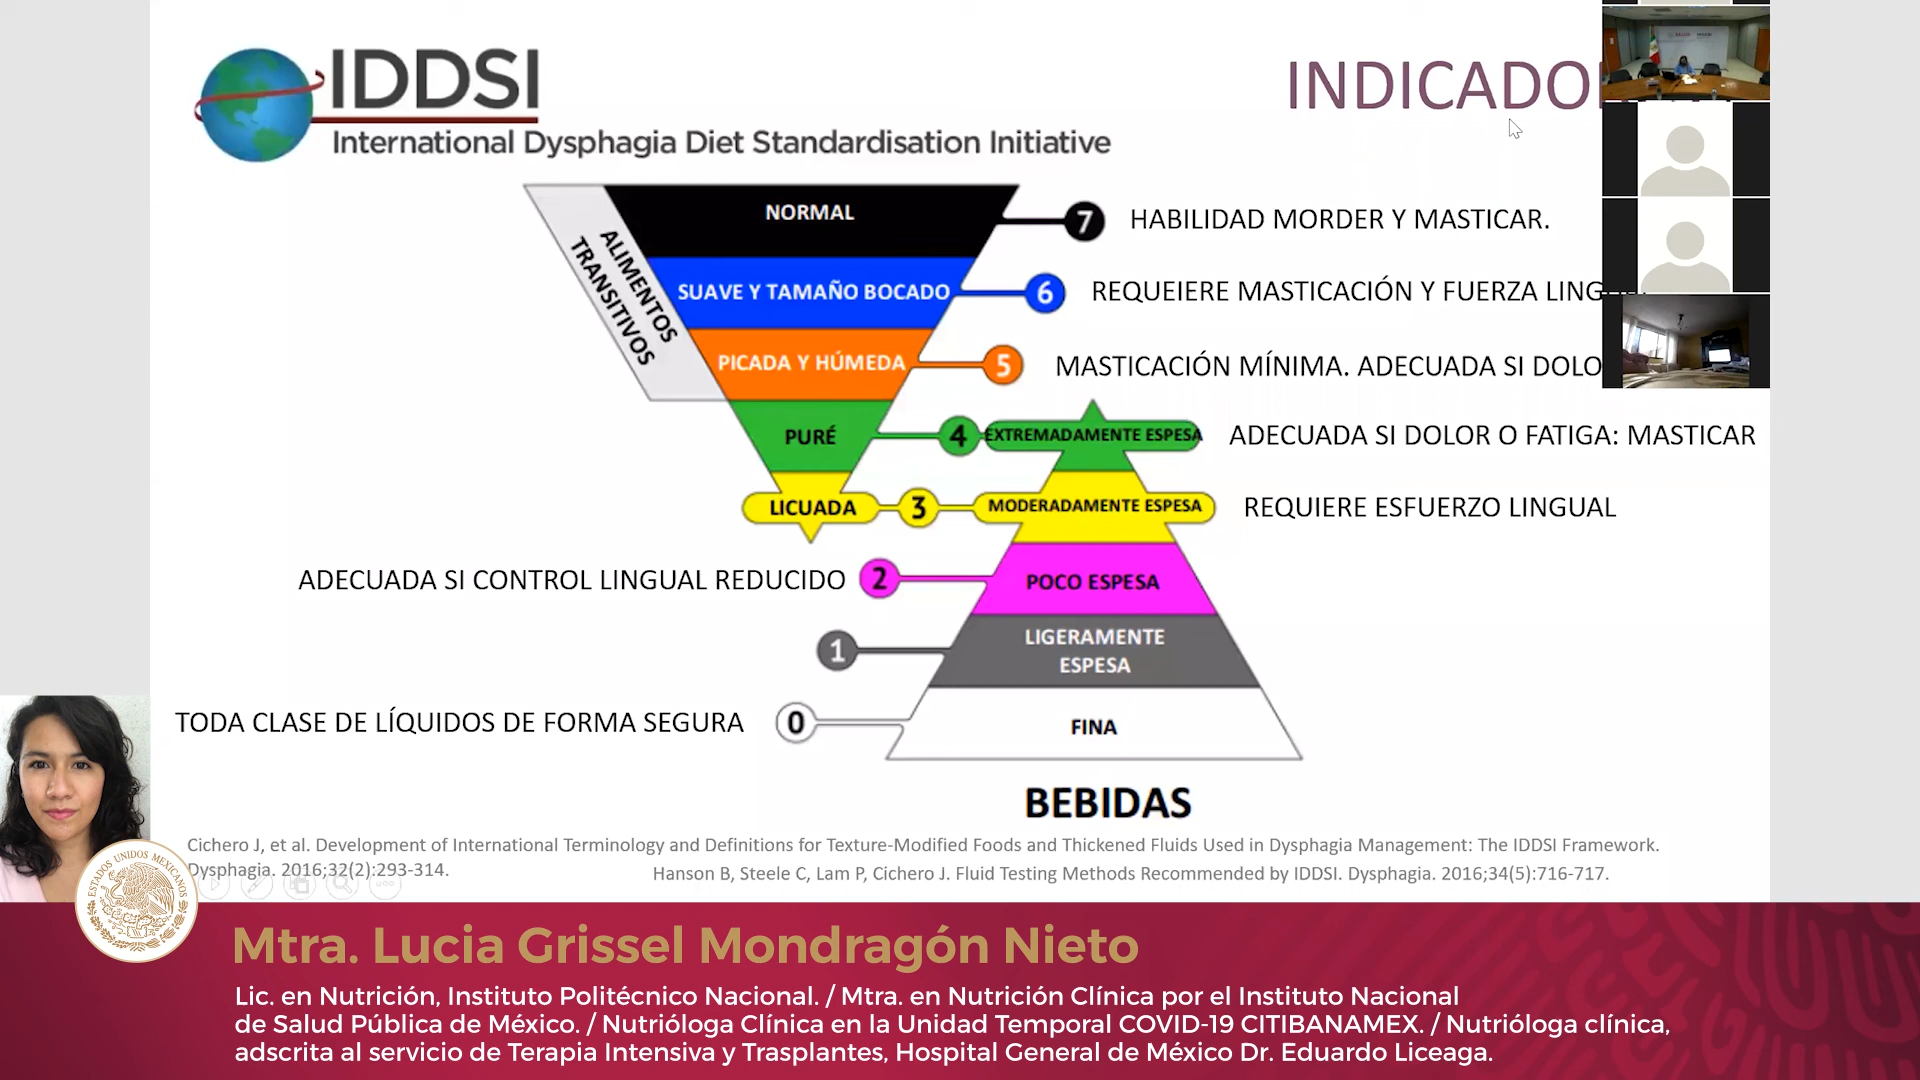 IDDSI
International Dysphagia Diet Standardisation Initiative
ALIMENTOS
TRANSITIVOS
NORMAL
7
HABILIDAD MORDER Y MASTICAR.
SUAVE Y TAMAÑO BOCADO
6
REQUEIERE MASTICACIÓN Y FUERZA
PICADA Y HÚMEDA
5
MASTICACIÓN MÍNIMA. ADECUADA SI
PURÉ
4
EXTREMADAMENTE ESPESA
ADECUADA SI DOLOR O FATIGA: MASTICAR
LICUADA
3
MODERADAMENTE ESPESA
REQUIERE ESFUERZO LINGUAL
ADECUADA SI CONTROL LINGUAL REDUCIDO
2
POCO ESPESA
1
LIGERAMENTE
ESPESA
TODA CLASE DE LÍQUIDOS DE FORMA SEGURA
0
FINA
BEBIDAS
Cichero J, et al. Development of International Terminology and Definitions for Texture-Modified Foods and Thickened Fluids Used in Dysphagia Management: The IDDSI Framework.
Dysphagia. 2016;32(2):293-314.
Hanson B, Steele C, Lam P, Cichero J. Fluid Testing Methods Recommended by IDDSI. Dysphagia. 2016;34(5):716-717.
ESTADOS UNIDOS MEXICANOS
Mtra. Lucia Grissel Mondragón Nieto
Lic. en Nutrición, Instituto Politécnico Nacional. / Mtra. en Nutrición Clínica por el Instituto Nacional
de Salud Pública de México. / Nutrióloga Clínica en la Unidad Temporal COVID-19 CITIBANAMEX. / Nutrióloga clínica,
adscrita al servicio de Terapia Intensiva y Trasplantes, Hospital General de México Dr. Eduardo Liceaga.